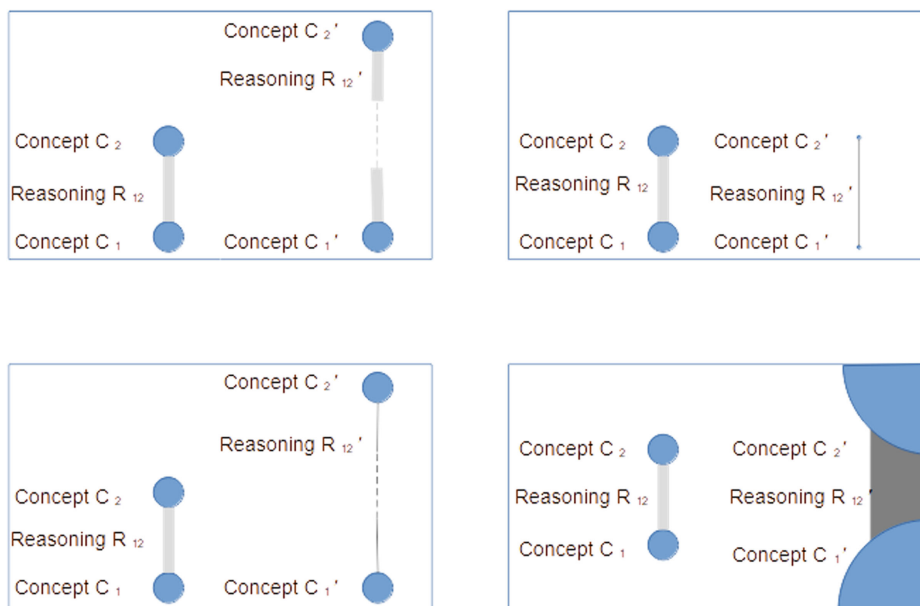 Concept C ₂′
Reasoning R ₁₂′
Concept C ₂
Reasoning R ₁₂
Concept C ₁
Concept C ₁′
Concept C ₂
Concept C ₂′
Reasoning R ₁₂
Reasoning R ₁₂′
Concept C ₁
Concept C ₁′
Concept C ₂′
Reasoning R ₁₂′
Concept C ₂
Reasoning R ₁₂
Concept C ₁
Concept C ₁′
Concept C ₂
Concept C ₂′
Reasoning R ₁₂
Reasoning R ₁₂′
Concept C ₁
Concept C ₁′